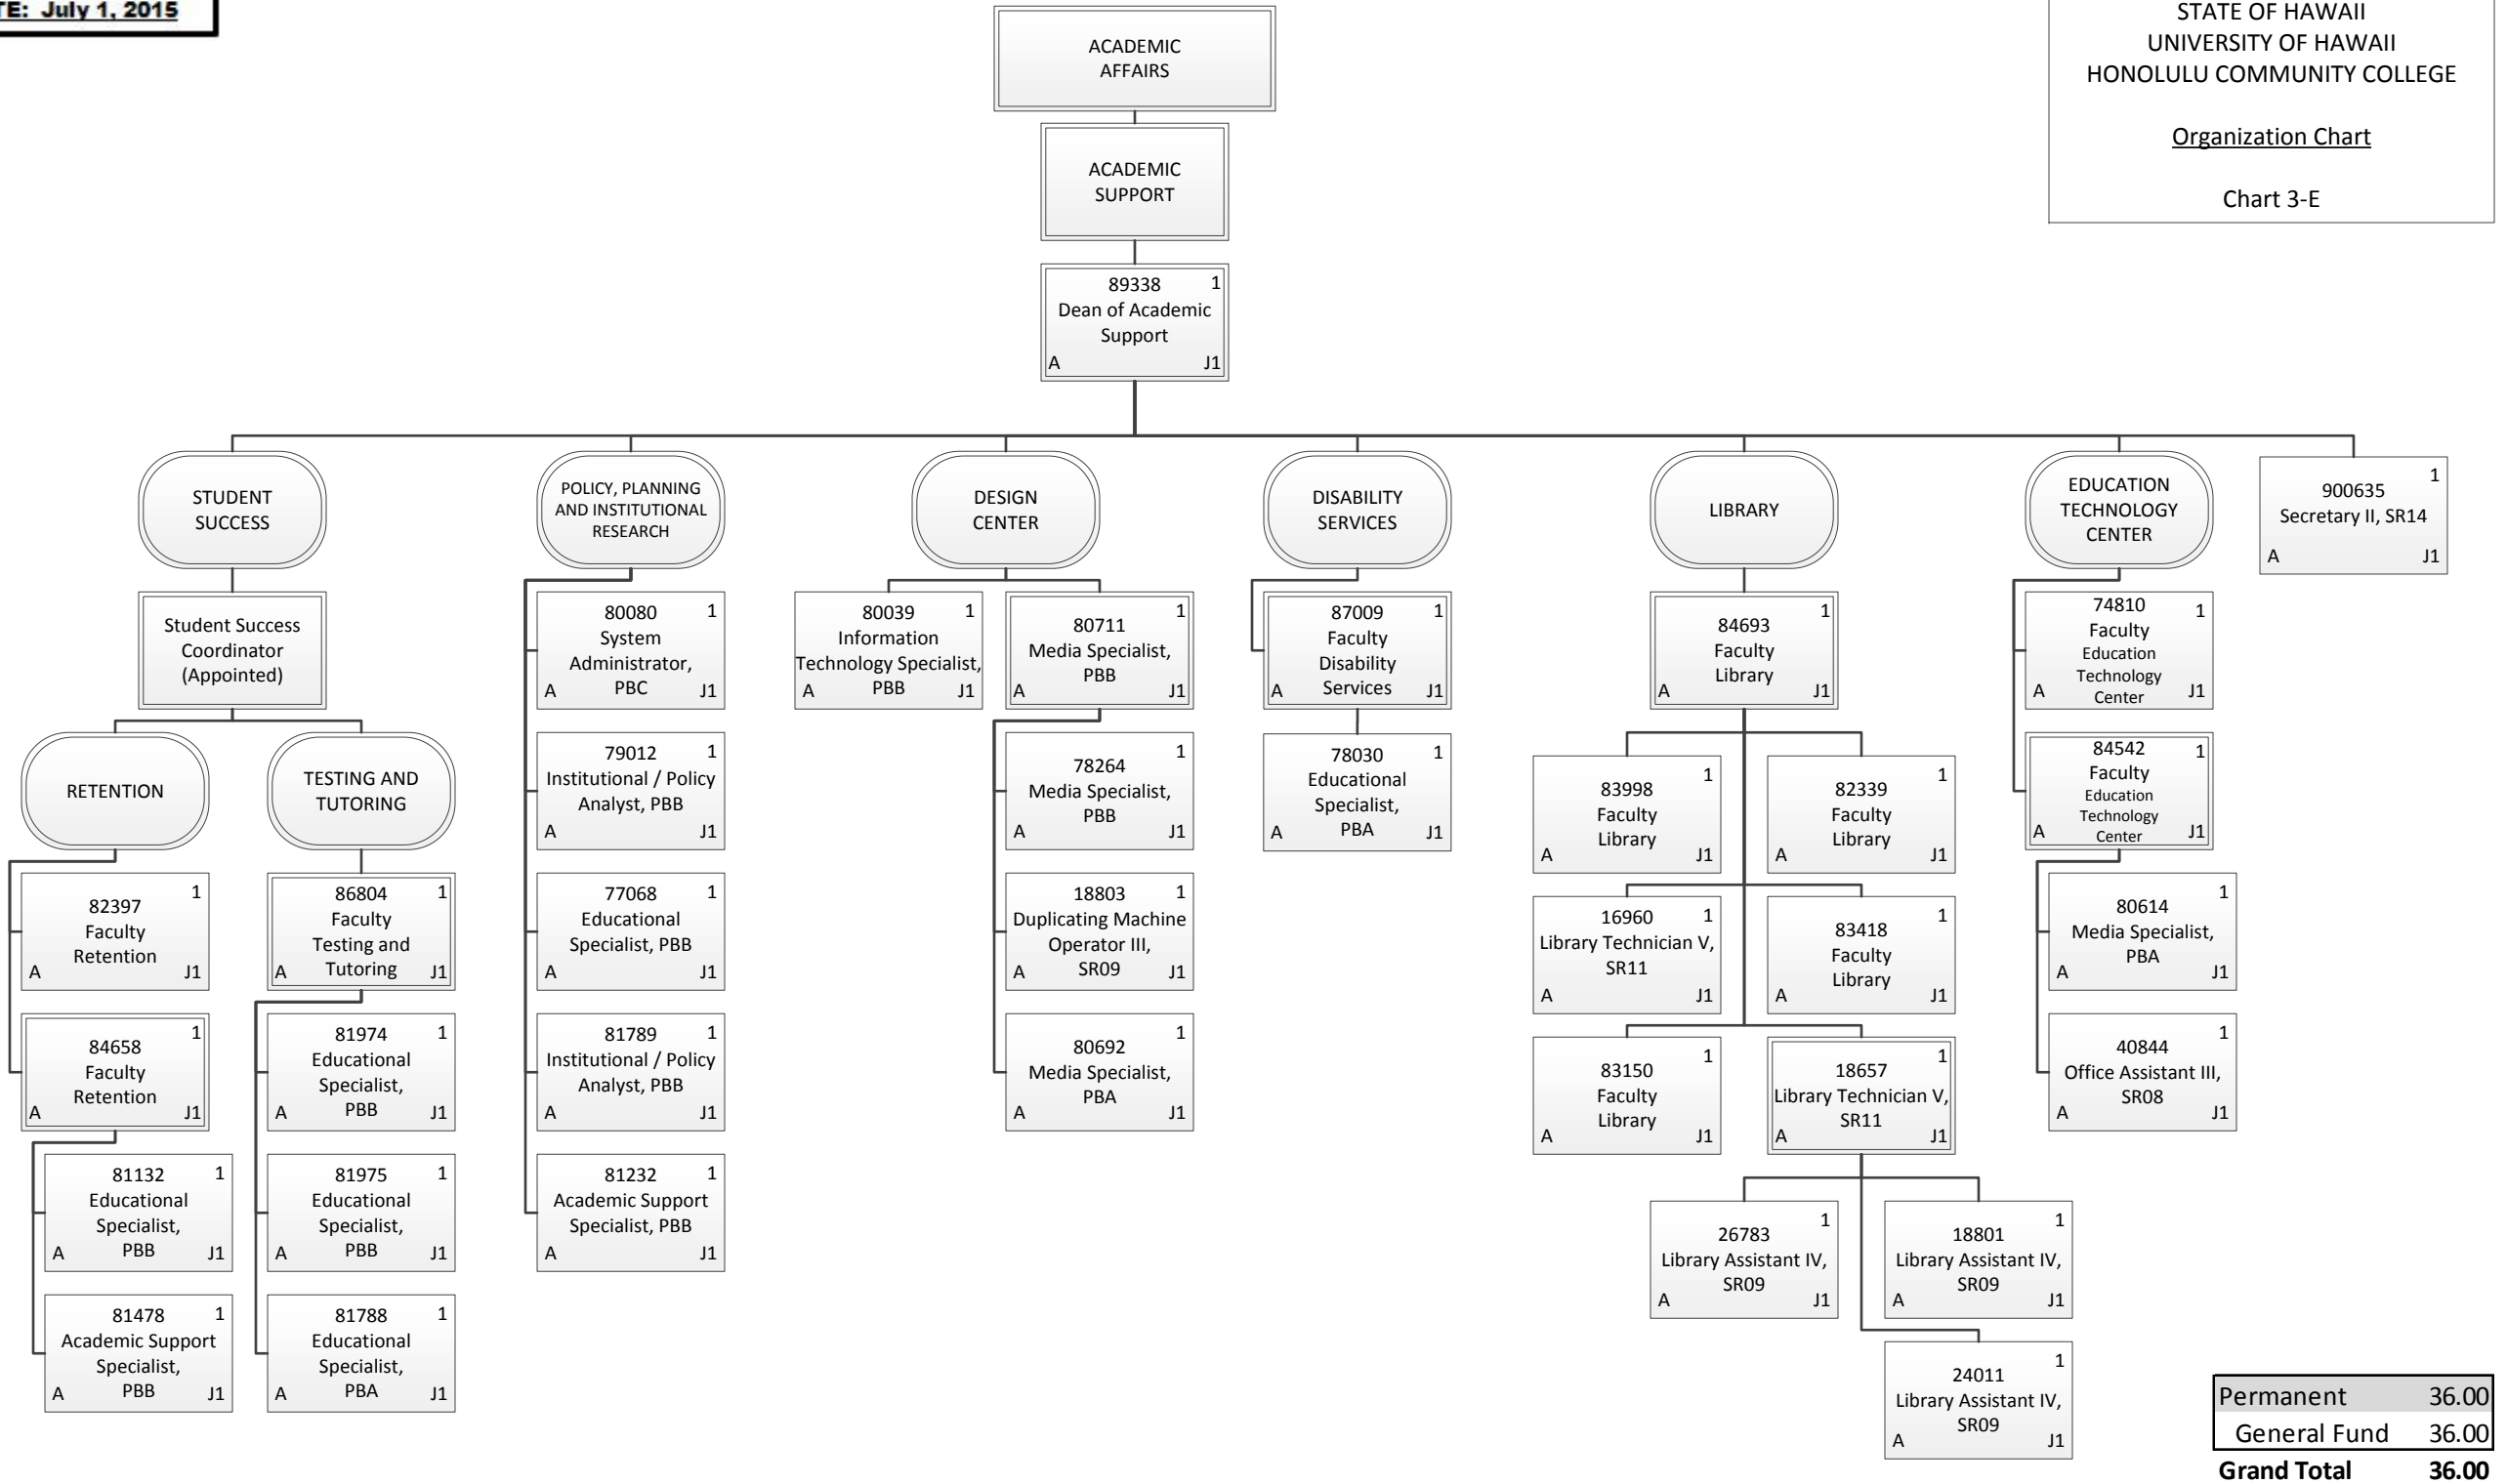 TE: July 1, 2015
STATE OF HAWAII
UNIVERSITY OF HAWAII
HONOLULU COMMUNITY COLLEGE
Organization Chart
Chart 3-E
ACADEMIC
AFFAIRS
ACADEMIC
SUPPORT
89338 1
Dean of Academic
Support
A J1
STUDENT
SUCCESS
Student Success
Coordinator
(Appointed)
RETENTION
82397 1
Faculty
Retention
A J1
84658 1
Faculty
Retention
A J1
81132 1
Educational
Specialist,
A PBB J1
81478 1
Academic Support
Specialist,
A PBB J1
TESTING AND
TUTORING
86804 1
Faculty
Testing and
A Tutoring J1
81974 1
Educational
Specialist,
A PBB J1
81975 1
Educational
Specialist,
A PBB J1
81788 1
Educational
Specialist,
A PBA J1
POLICY, PLANNING
AND INSTITUTIONAL
RESEARCH
80080 1
System
Administrator,
A PBC J1
79012 1
Institutional / Policy
Analyst, PBB
A J1
77068 1
Educational
Specialist, PBB
A J1
81789 1
Institutional / Policy
Analyst, PBB
A J1
81232 1
Academic Support
Specialist, PBB
A J1
DESIGN
CENTER
80039 1
Information
Technology Specialist,
A PBB J1
80711 1
Media Specialist,
PBB
A J1
78264 1
Media Specialist,
PBB
A J1
18803 1
Duplicating Machine
Operator III,
A SR09 J1
80692 1
Media Specialist,
PBA
A J1
DISABILITY
SERVICES
87009 1
Faculty
Disability
A Services J1
78030 1
Educational
Specialist,
A PBA J1
LIBRARY
84693 1
Faculty
Library
A J1
83998 1
Faculty
Library
A J1
82339 1
Faculty
Library
A J1
16960 1
Library Technician V,
SR11
A J1
83418 1
Faculty
Library
A J1
83150 1
Faculty
Library
A J1
18657 1
Library Technician V,
SR11
A J1
26783 1
Library Assistant IV,
SR09
A J1
18801 1
Library Assistant IV,
SR09
A J1
24011 1
Library Assistant IV,
SR09
A J1
EDUCATION
TECHNOLOGY
CENTER
74810 1
Faculty
Education
Technology
A Center J1
84542 1
Faculty
Education
Technology
A Center J1
80614 1
Media Specialist,
PBA
A J1
40844 1
Office Assistant III,
SR08
A J1
900635 1
Secretary II, SR14
A J1
Permanent 36.00
General Fund 36.00
Grand Total 36.00